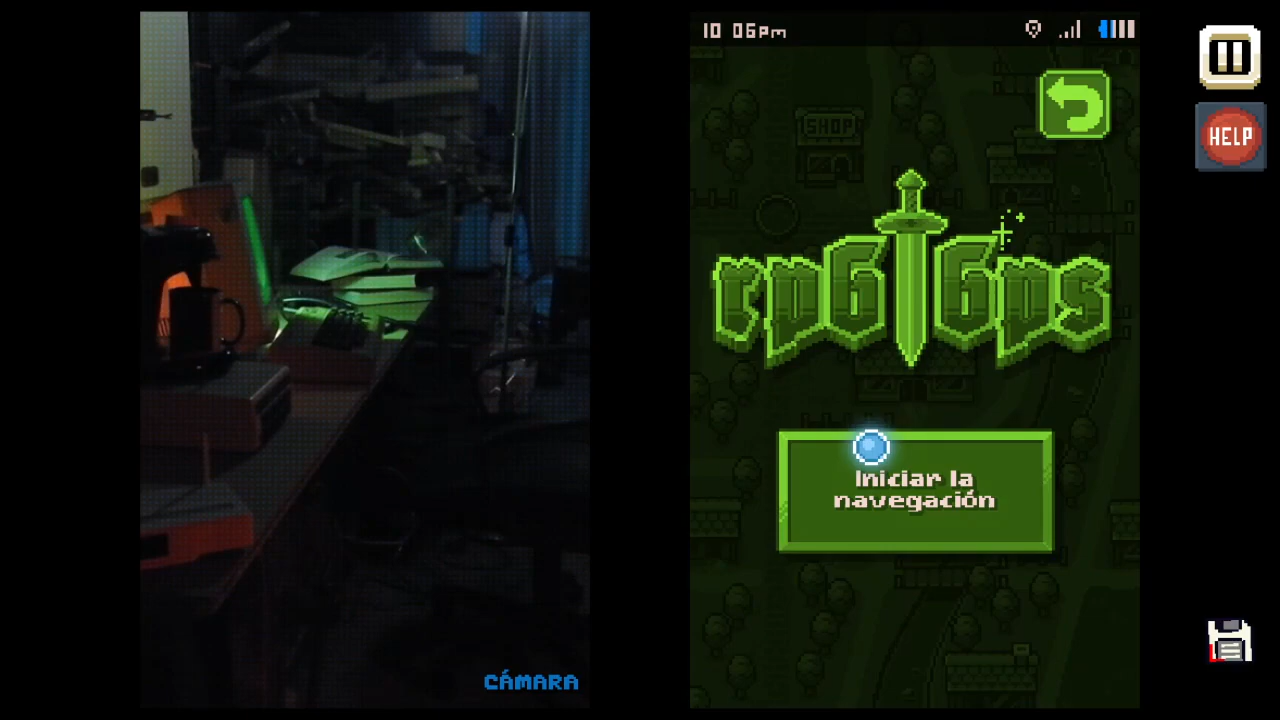 10 06pm
HELP
SHOP
rpG GPS
Iniciar la
navegación
CÁMARA